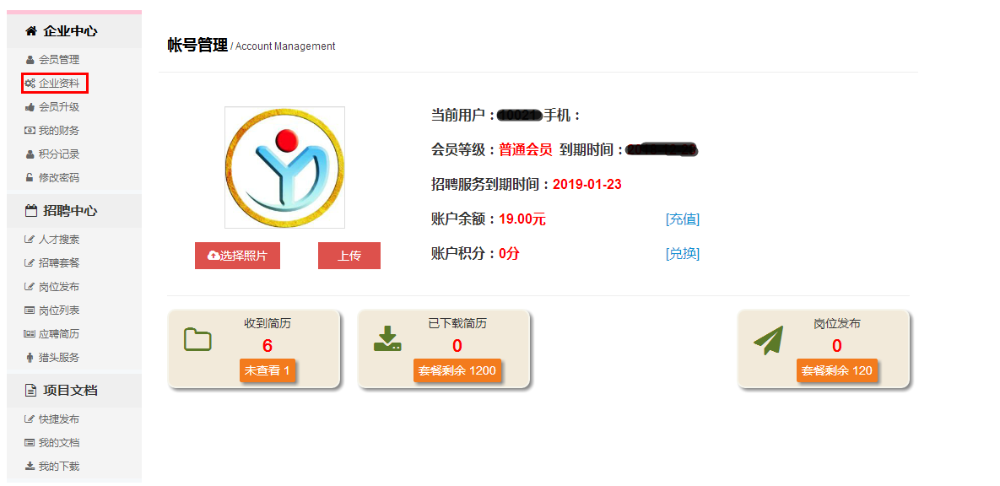 企业中心
会员管理
企业资料
会员升级
我的财务
积分记录
修改密码
招聘中心
人才搜索
招聘套餐
岗位发布
岗位列表
应聘简历
猎头服务
项目文档
快捷发布
我的文档
我的下载
帐号管理 / Account Management
选择照片
上传
当前用户： 手机：
会员等级：普通会员 到期时间：
招聘服务到期时间：2019-01-23
账户余额：19.00元 [充值]
账户积分：0分 [兑换]
收到简历
6
未查看 1
已下载简历
0
套餐剩余 1200
岗位发布
0
套餐剩余 120